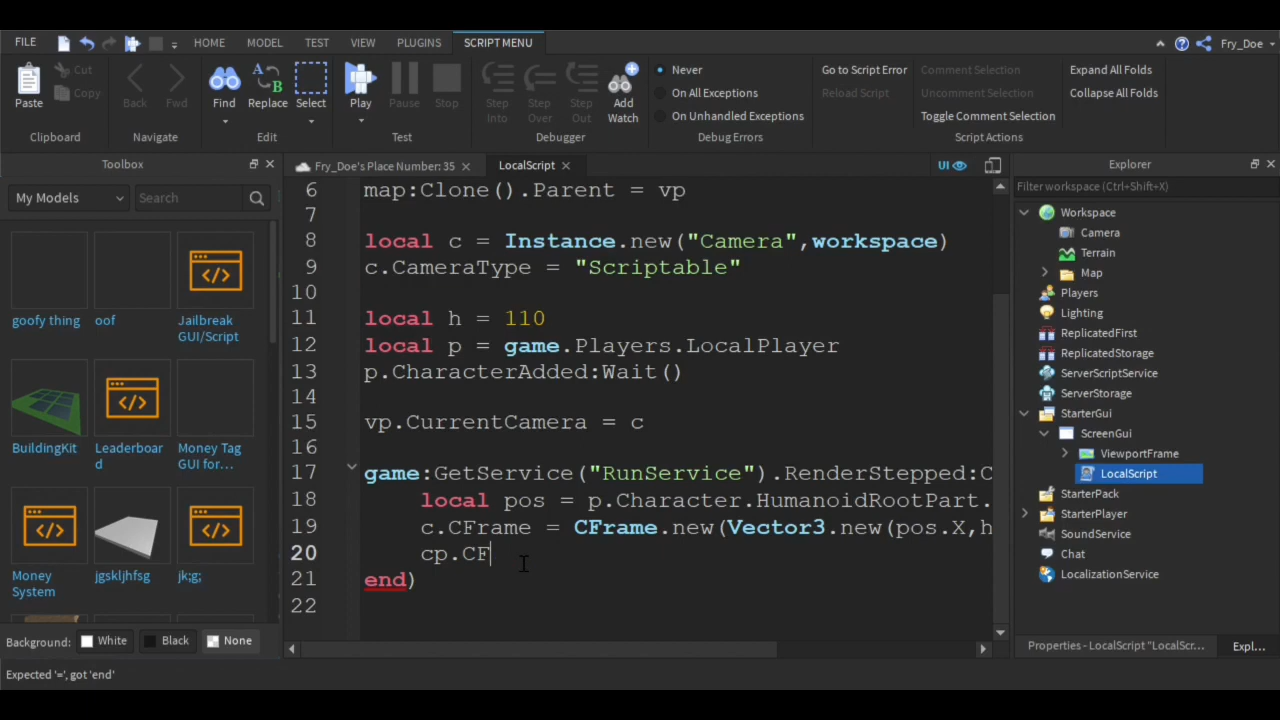 FILE
HOME
MODEL
TEST
VIEW
PLUGINS
SCRIPT MENU
Fry_Doe
Paste
Cut
Copy
Clipboard
Back
Fwd
Navigate
Find
Replace
Select
Edit
Play
Pause
Stop
Test
Step Into
Step Over
Step Out
Add Watch
Debugger
Never
On All Exceptions
On Unhandled Exceptions
Debug Errors
Go to Script Error
Reload Script
Comment Selection
Uncomment Selection
Toggle Comment Selection
Expand All Folds
Collapse All Folds
Script Actions
Toolbox
My Models
Search
goofy thing
oof
Jailbreak GUI/Script
BuildingKit
Leaderboar d
Money Tag GUI for...
Money System
jgskljhfsg
jk;g;
Background:
White
Black
None
Fry_Doe's Place Number: 35
LocalScript
UI
6 map:Clone().Parent = vp
7
8 local c = Instance.new("Camera",workspace)
9 c.CameraType = "Scriptable"
10
11 local h = 110
12 local p = game.Players.LocalPlayer
13 p.CharacterAdded:Wait()
14
15 vp.CurrentCamera = c
16
17 game:GetService("RunService").RenderStepped:C
18 local pos = p.Character.HumanoidRootPart.
19 c.CFrame = CFrame.new(Vector3.new(pos.X,h
20 cp.CF
21 end)
22
Explorer
Filter workspace (Ctrl+Shift+X)
Workspace
Camera
Terrain
Map
Players
Lighting
ReplicatedFirst
ReplicatedStorage
ServerScriptService
ServerStorage
StarterGui
ScreenGui
ViewportFrame
LocalScript
StarterPack
StarterPlayer
SoundService
Chat
LocalizationService
Properties - LocalScript "LocalScr...
Expl...
Expected '=', got 'end'